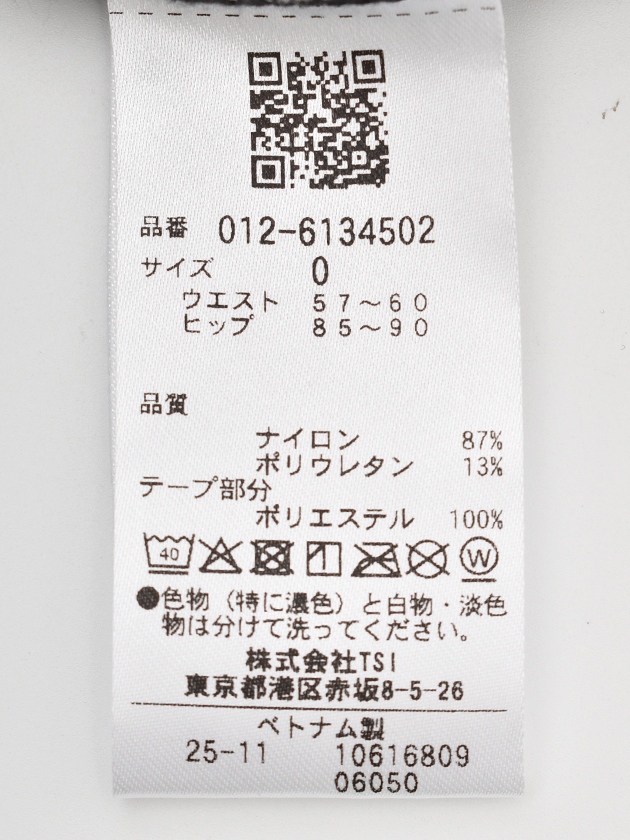 品番 012-6134502
サイズ 0
ウエスト 57～60
ヒップ 85～90
品質
ナイロン 87%
ポリウレタン 13%
テープ部分
ポリエステル 100%
40 W
●色物（特に濃色）と白物・淡色
物は分けて洗ってください。
株式会社TSI
東京都港区赤坂8-5-26
ベトナム製
25-11 10616809
06050